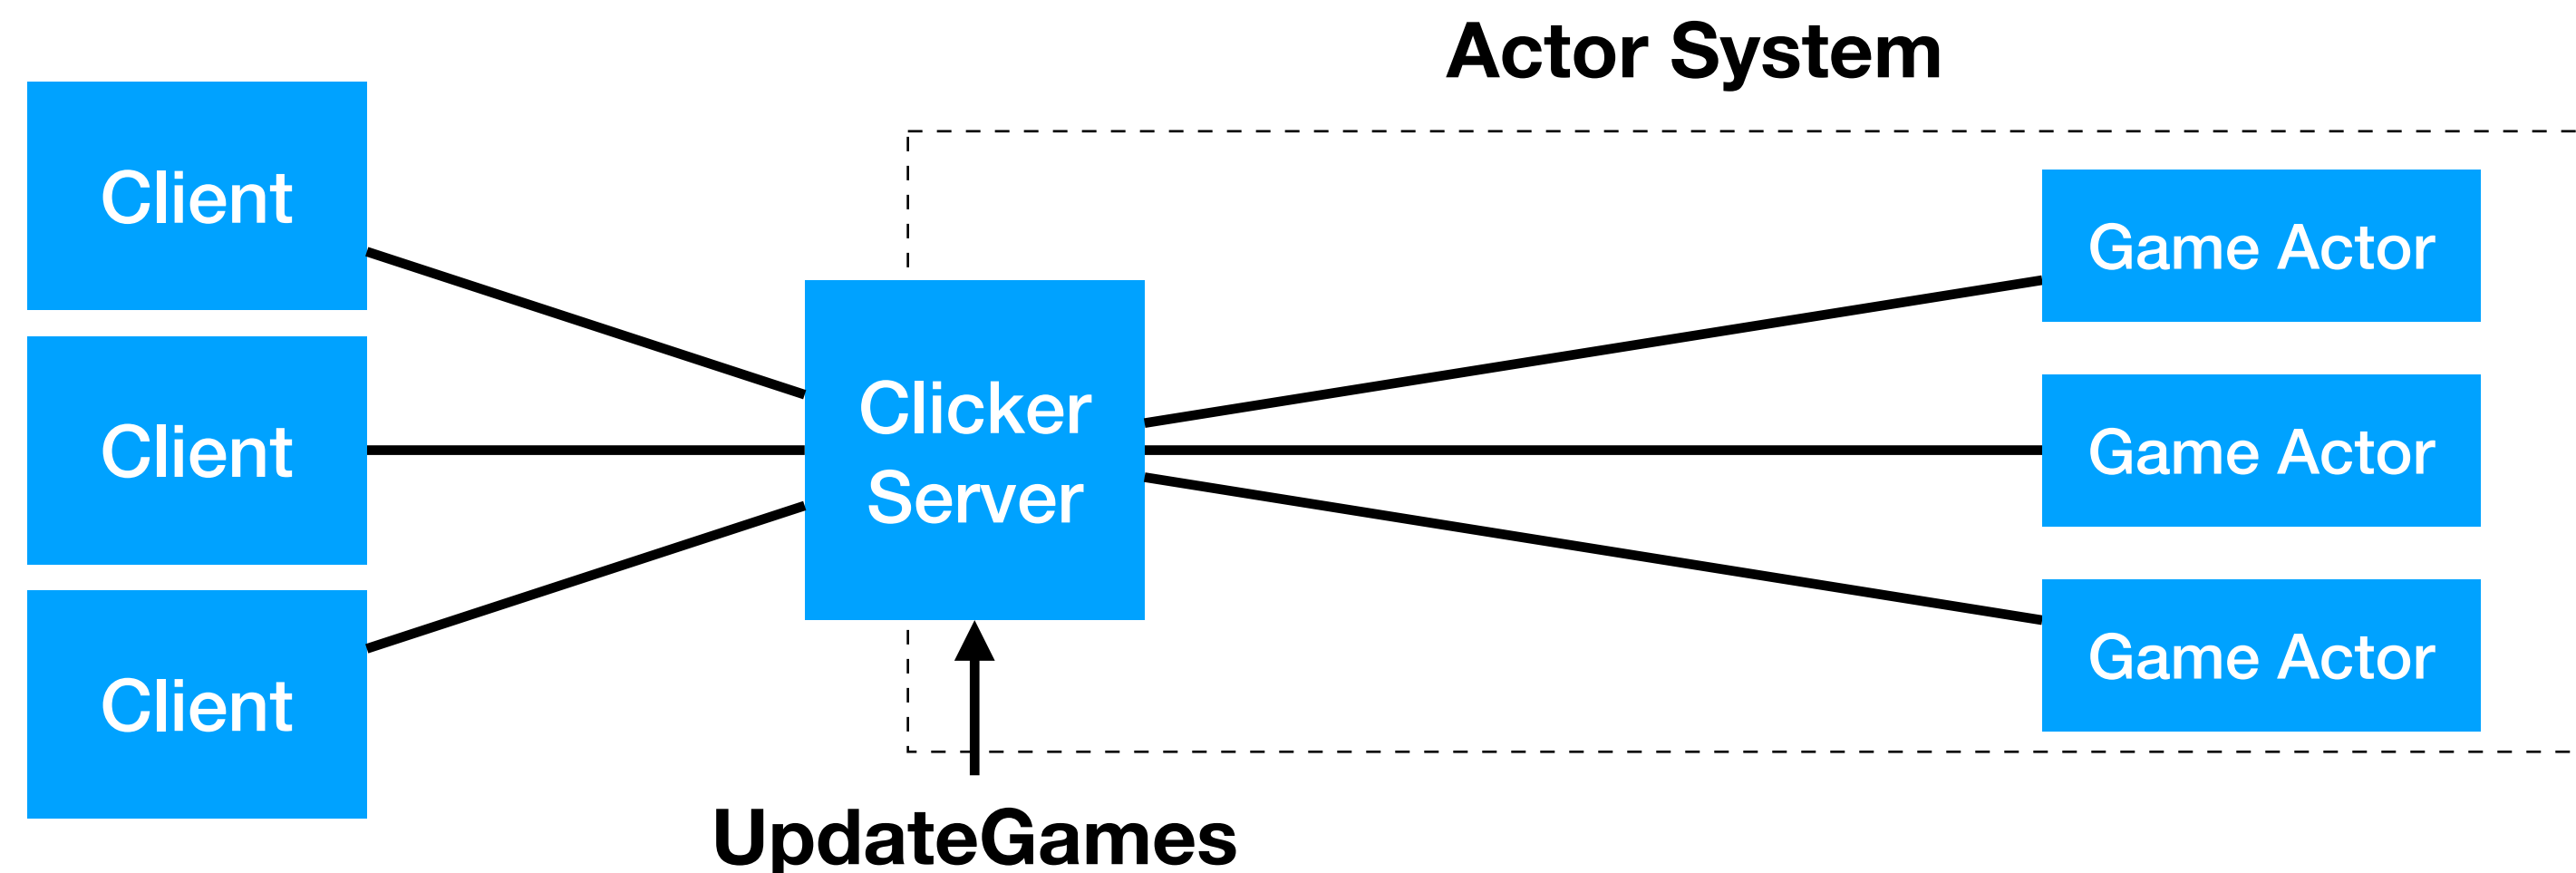 Actor System
Client
Client
Client
Clicker
Server
Game Actor
Game Actor
Game Actor
UpdateGames